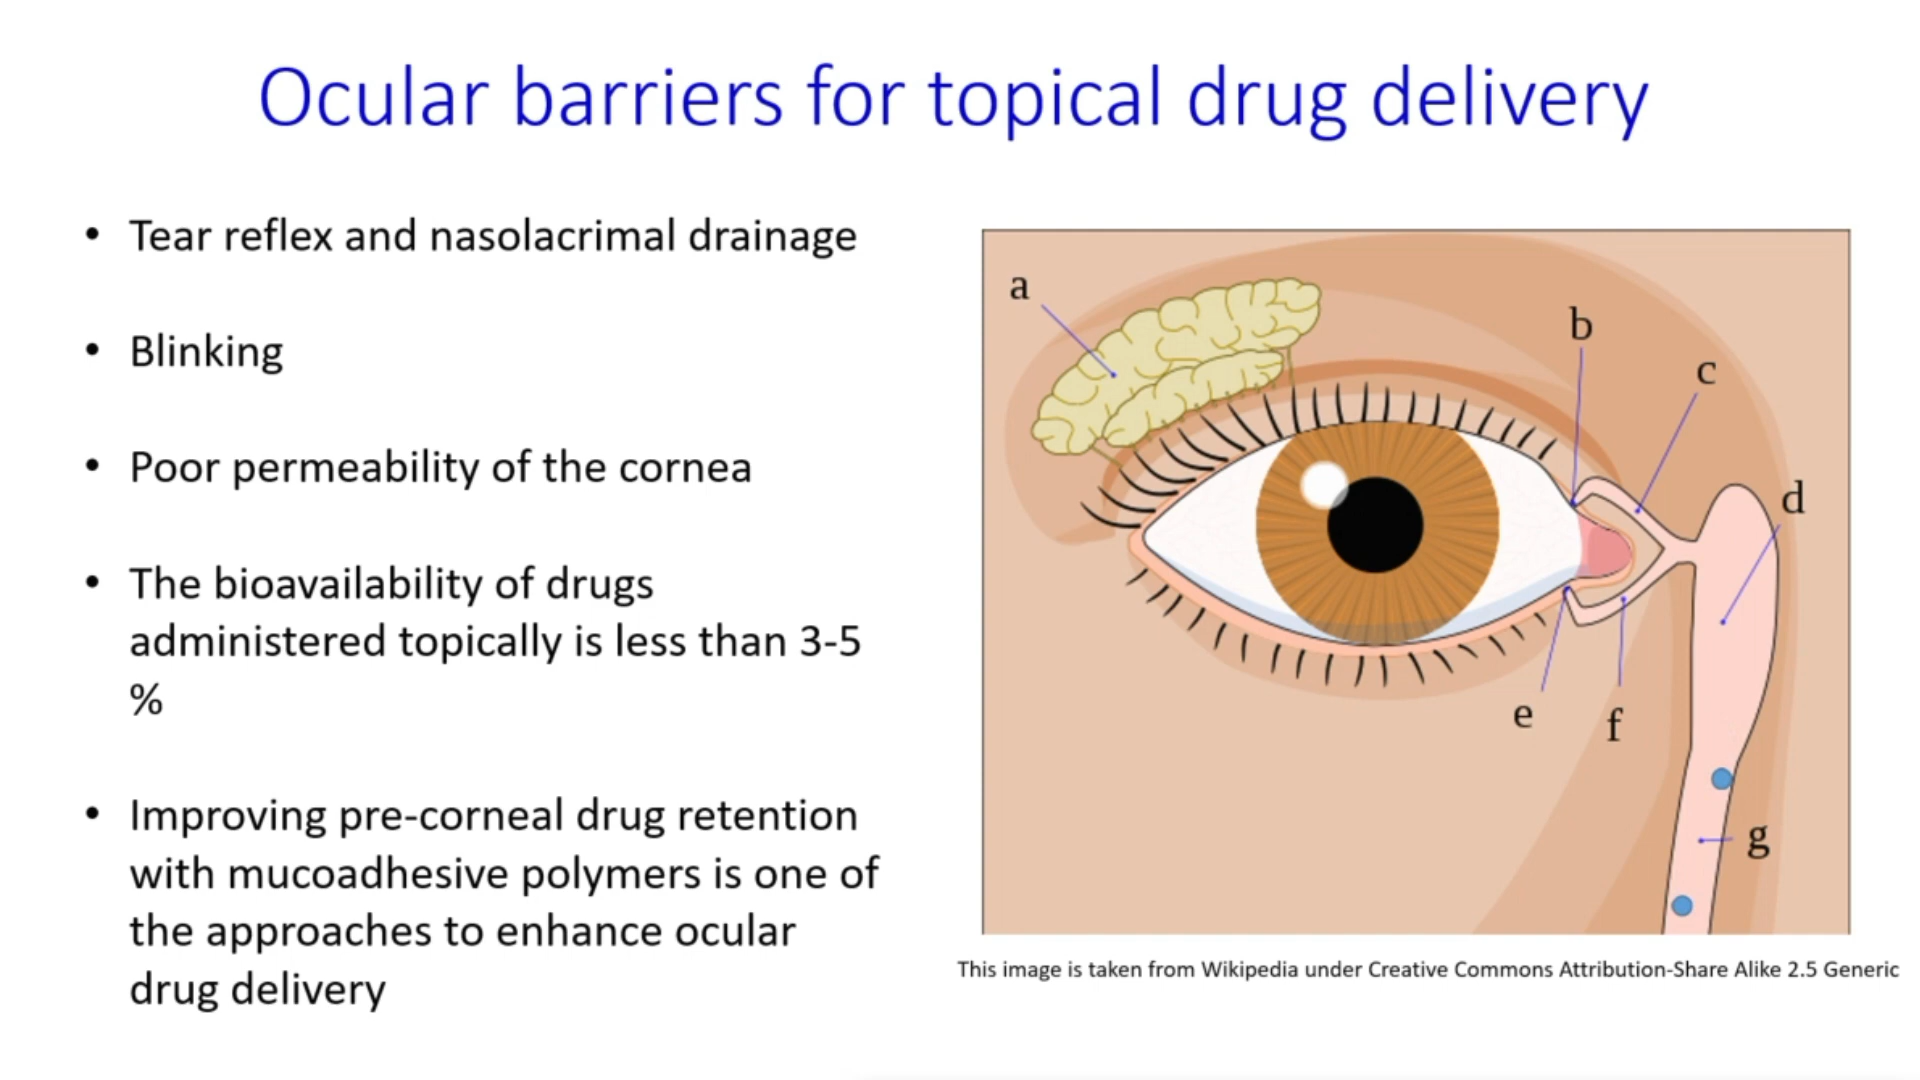 Ocular barriers for topical drug delivery
• Tear reflex and nasolacrimal drainage
• Blinking
• Poor permeability of the cornea
• The bioavailability of drugs
administered topically is less than 3-5
%
• Improving pre-corneal drug retention
with mucoadhesive polymers is one of
the approaches to enhance ocular
drug delivery
a
b
c
d
e
f
g
This image is taken from Wikipedia under Creative Commons Attribution-Share Alike 2.5 Generic